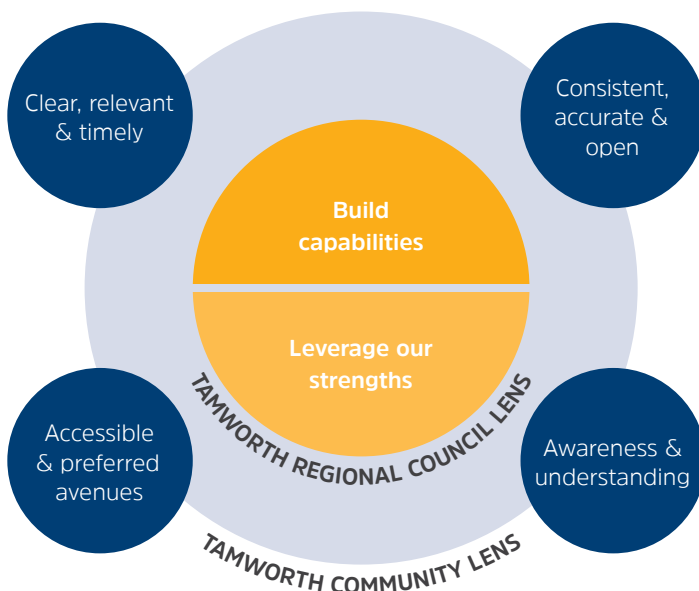 Clear, relevant
& timely
Consistent,
accurate &
open
Build
capabilities
Leverage our
strengths
TAMWORTH REGIONAL COUNCIL LENS
Accessible
& preferred
avenues
Awareness &
understanding
TAMWORTH COMMUNITY LENS